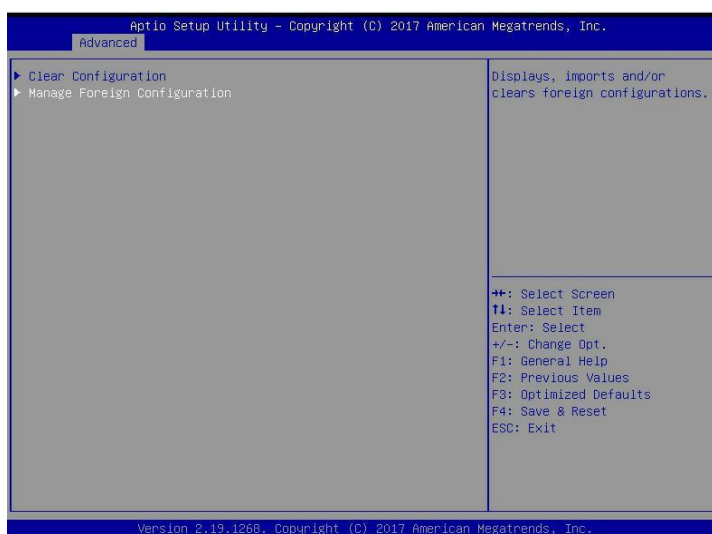 Aptio Setup Utility – Copyright (C) 2017 American Megatrends, Inc.
Advanced
Clear Configuration
Manage Foreign Configuration
Displays, imports and/or
clears foreign configurations.
→←: Select Screen
↑↓: Select Item
Enter: Select
+/-: Change Opt.
F1: General Help
F2: Previous Values
F3: Optimized Defaults
F4: Save & Reset
ESC: Exit
Version 2.19.1268. Copyright (C) 2017 American Megatrends, Inc.